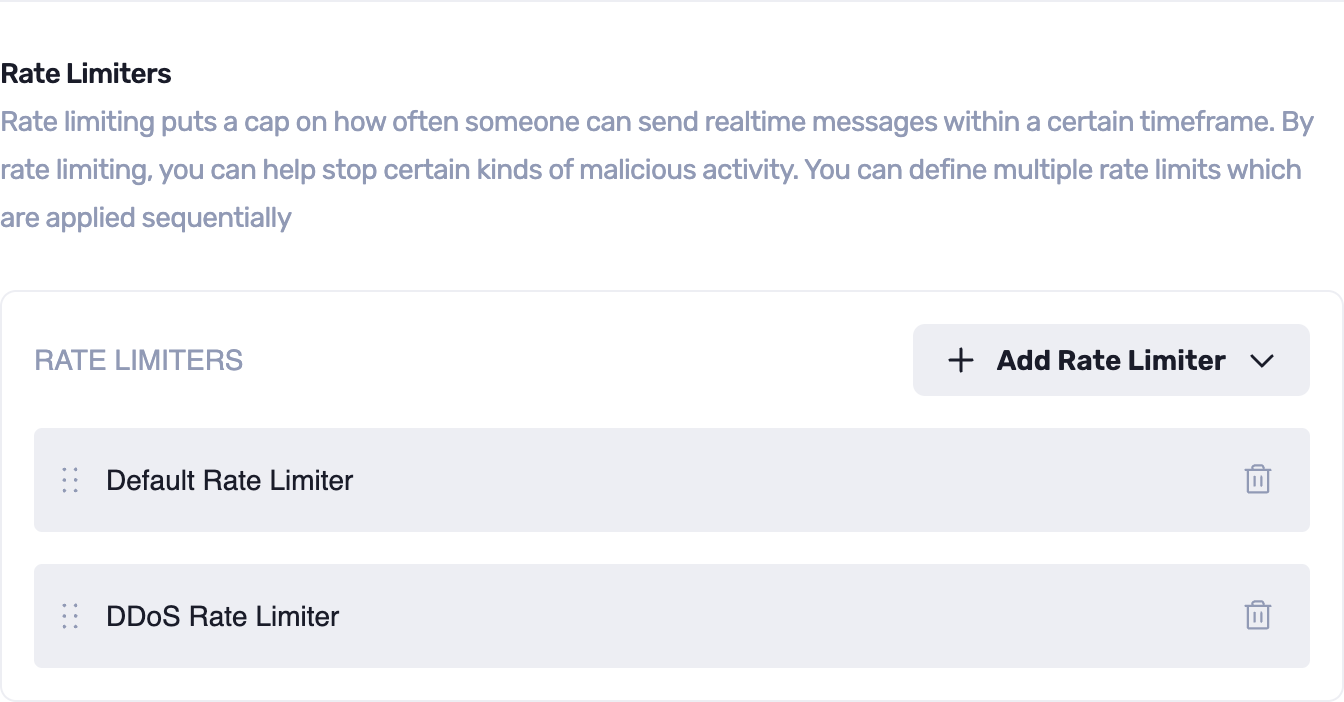 Rate Limiters
Rate limiting puts a cap on how often someone can send realtime messages within a certain timeframe. By
rate limiting, you can help stop certain kinds of malicious activity. You can define multiple rate limits which
are applied sequentially
RATE LIMITERS
Add Rate Limiter
Default Rate Limiter
DDoS Rate Limiter